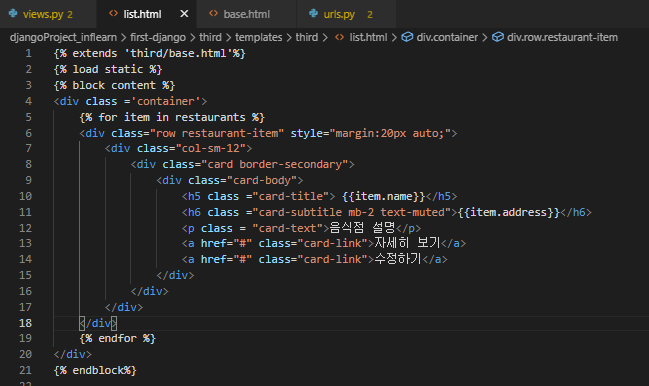 views.py 2 list.html base.html urls.py 2
djangoProject_inflearn > first-django > third > templates > third > list.html > div.container > div.row.restaurant-item
1 {% extends 'third/base.html'%}
2 {% load static %}
3 {% block content %}
4 <div class ='container'>
5 {% for item in restaurants %}
6 <div class="row restaurant-item" style="margin:20px auto;">
7 <div class="col-sm-12">
8 <div class="card border-secondary">
9 <div class="card-body">
10 <h5 class ="card-title"> {{item.name}}</h5>
11 <h6 class ="card-subtitle mb-2 text-muted">{{item.address}}</h6>
12 <p class = "card-text">음식점 설명</p>
13 <a href="#" class="card-link">자세히 보기</a>
14 <a href="#" class="card-link">수정하기</a>
15 </div>
16 </div>
17 </div>
18 </div>
19 {% endfor %}
20 </div>
21 {% endblock%}
22